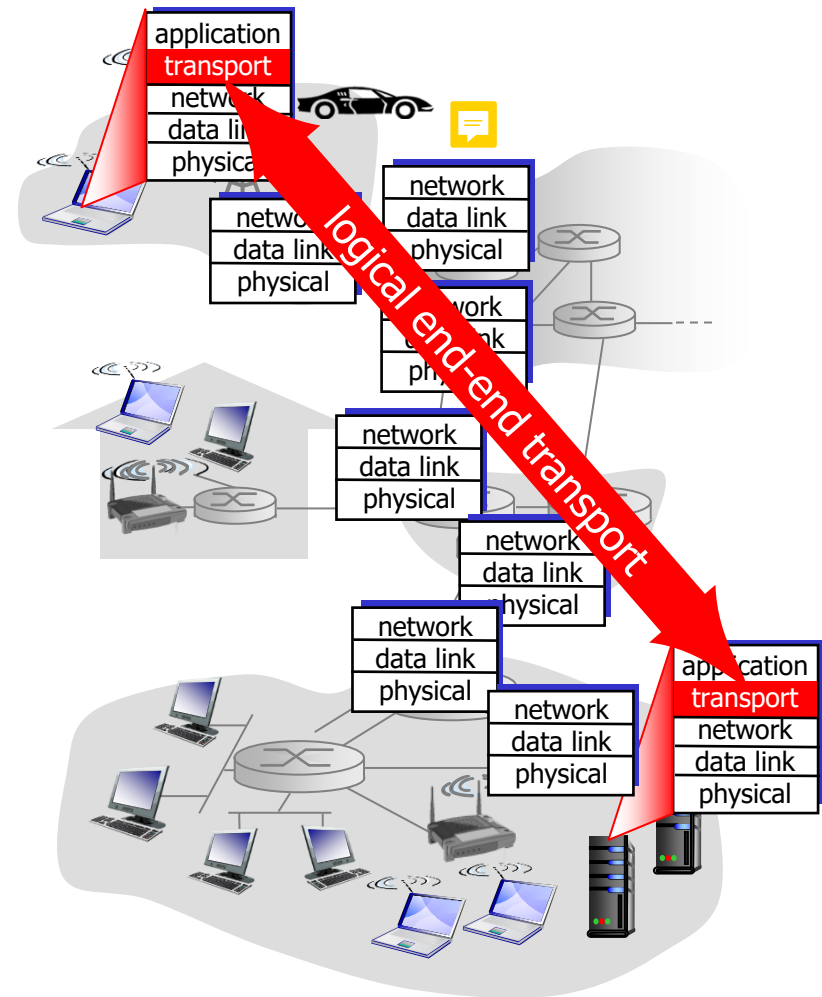 application
transport
network
data link
physical
network
data link
physical
network
data link
physical
logical end-end transport
network
data link
physical
network
data link
physical
network
data link
physical
network
data link
physical
application
transport
network
data link
physical